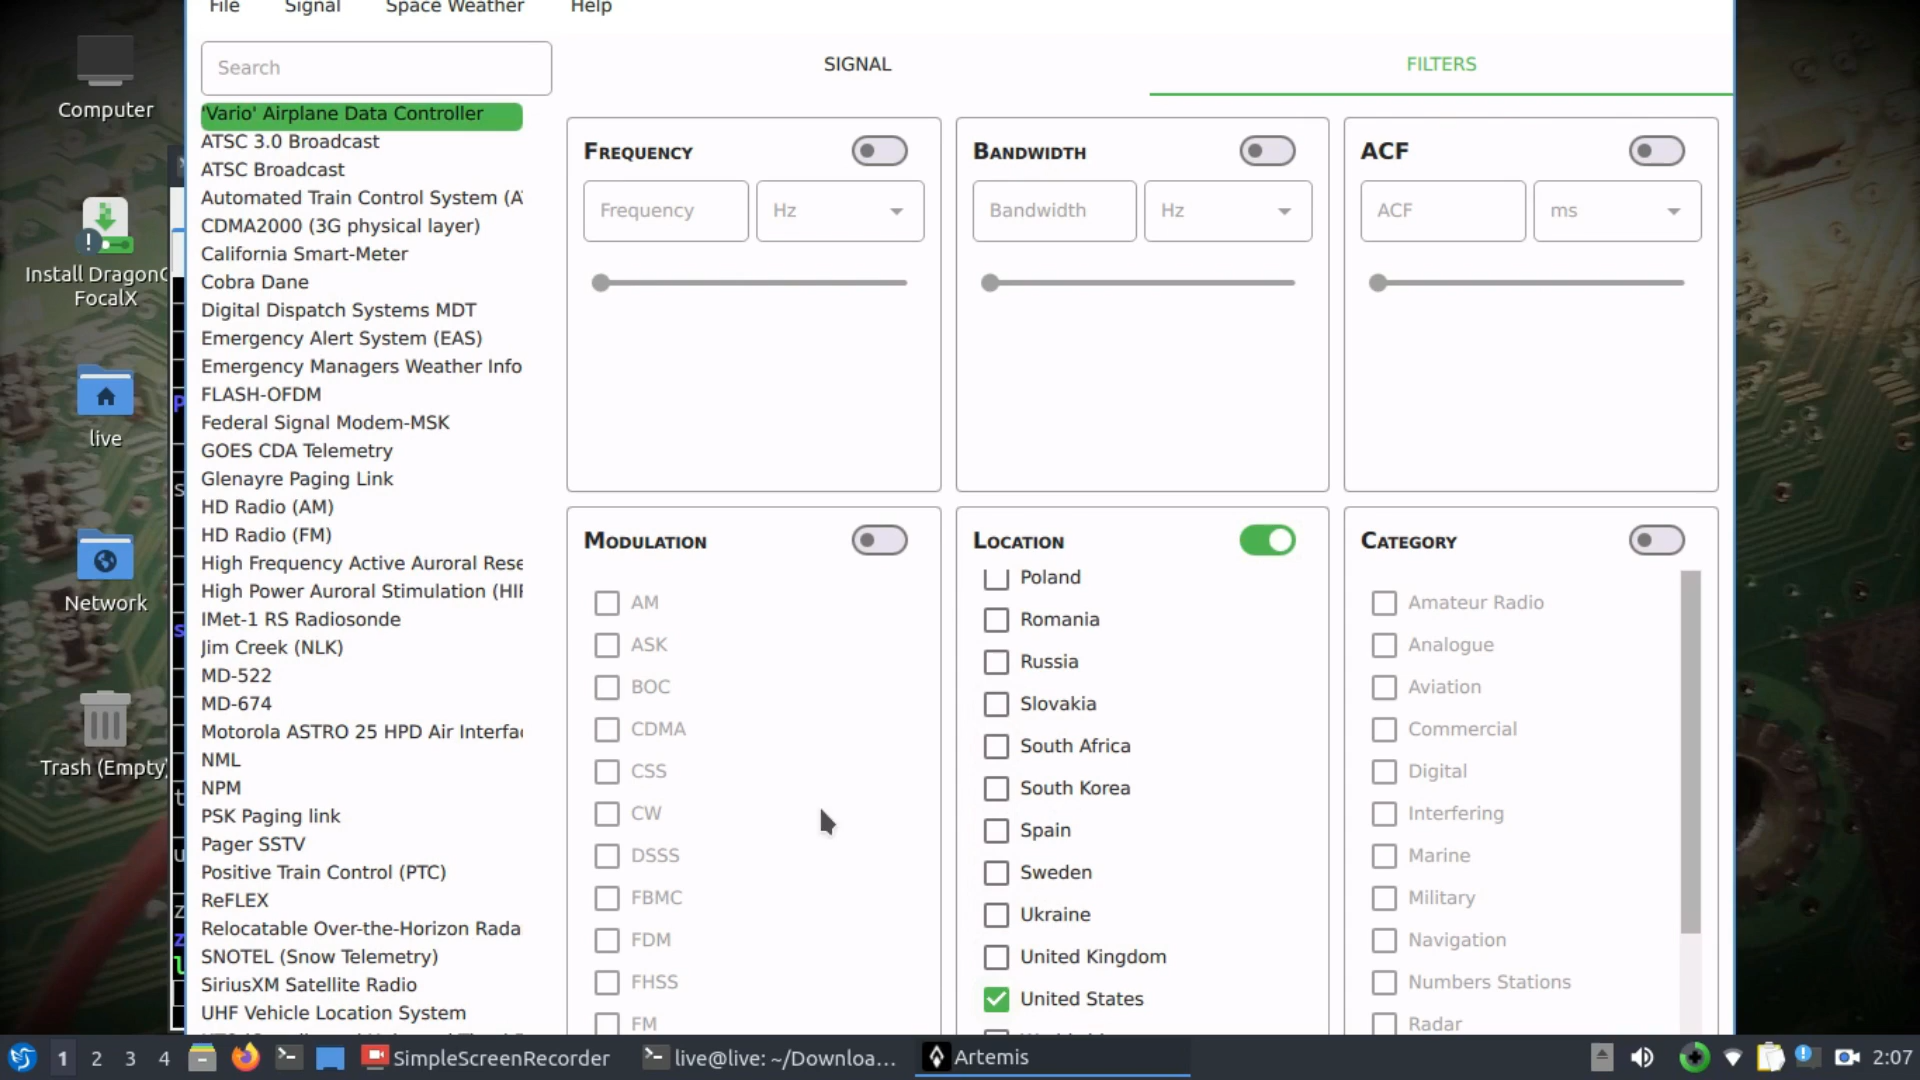 File Signal Space Weather Help
Computer
Install Dragon
FocalX
live
Network
Trash (Empty)
Search
'Vario' Airplane Data Controller
ATSC 3.0 Broadcast
ATSC Broadcast
Automated Train Control System (A
CDMA2000 (3G physical layer)
California Smart-Meter
Cobra Dane
Digital Dispatch Systems MDT
Emergency Alert System (EAS)
Emergency Managers Weather Info
FLASH-OFDM
Federal Signal Modem-MSK
GOES CDA Telemetry
Glenayre Paging Link
HD Radio (AM)
HD Radio (FM)
High Frequency Active Auroral Rese
High Power Auroral Stimulation (HIP
IMet-1 RS Radiosonde
Jim Creek (NLK)
MD-522
MD-674
Motorola ASTRO 25 HPD Air Interfac
NML
NPM
PSK Paging link
Pager SSTV
Positive Train Control (PTC)
ReFLEX
Relocatable Over-the-Horizon Rada
SNOTEL (Snow Telemetry)
SiriusXM Satellite Radio
UHF Vehicle Location System
SIGNAL
FILTERS
FREQUENCY
Frequency
Hz
BANDWIDTH
Bandwidth
Hz
ACF
ACF
ms
MODULATION
AM
ASK
BOC
CDMA
CSS
CW
DSSS
FBMC
FDM
FHSS
FM
LOCATION
Poland
Romania
Russia
Slovakia
South Africa
South Korea
Spain
Sweden
Ukraine
United Kingdom
United States
CATEGORY
Amateur Radio
Analogue
Aviation
Commercial
Digital
Interfering
Marine
Military
Navigation
Numbers Stations
Radar
1 2 3 4 SimpleScreenRecorder live@live: ~/Downloa... Artemis 2:07